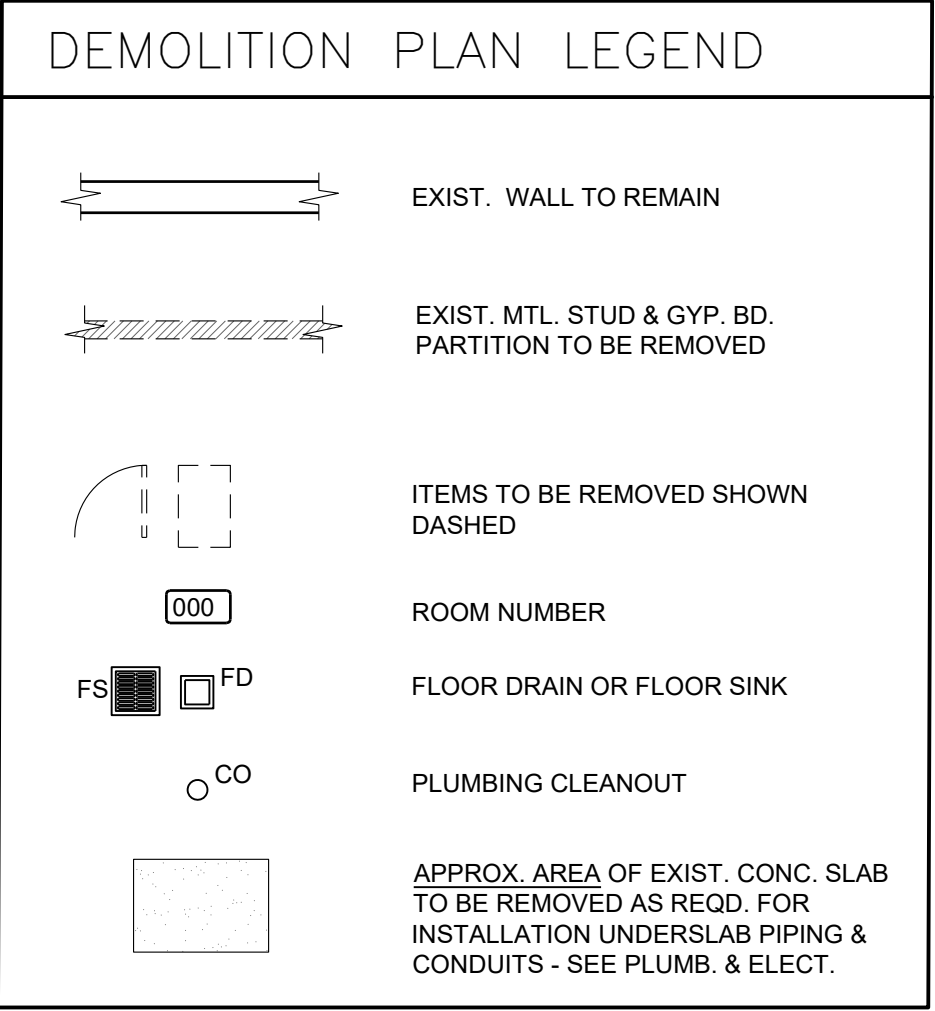 DEMOLITION PLAN LEGEND
EXIST. WALL TO REMAIN
EXIST. MTL. STUD & GYP. BD.
PARTITION TO BE REMOVED
ITEMS TO BE REMOVED SHOWN
DASHED
000
ROOM NUMBER
FS
FD
FLOOR DRAIN OR FLOOR SINK
CO
PLUMBING CLEANOUT
APPROX. AREA OF EXIST. CONC. SLAB
TO BE REMOVED AS REQD. FOR
INSTALLATION UNDERSLAB PIPING &
CONDUITS - SEE PLUMB. & ELECT.